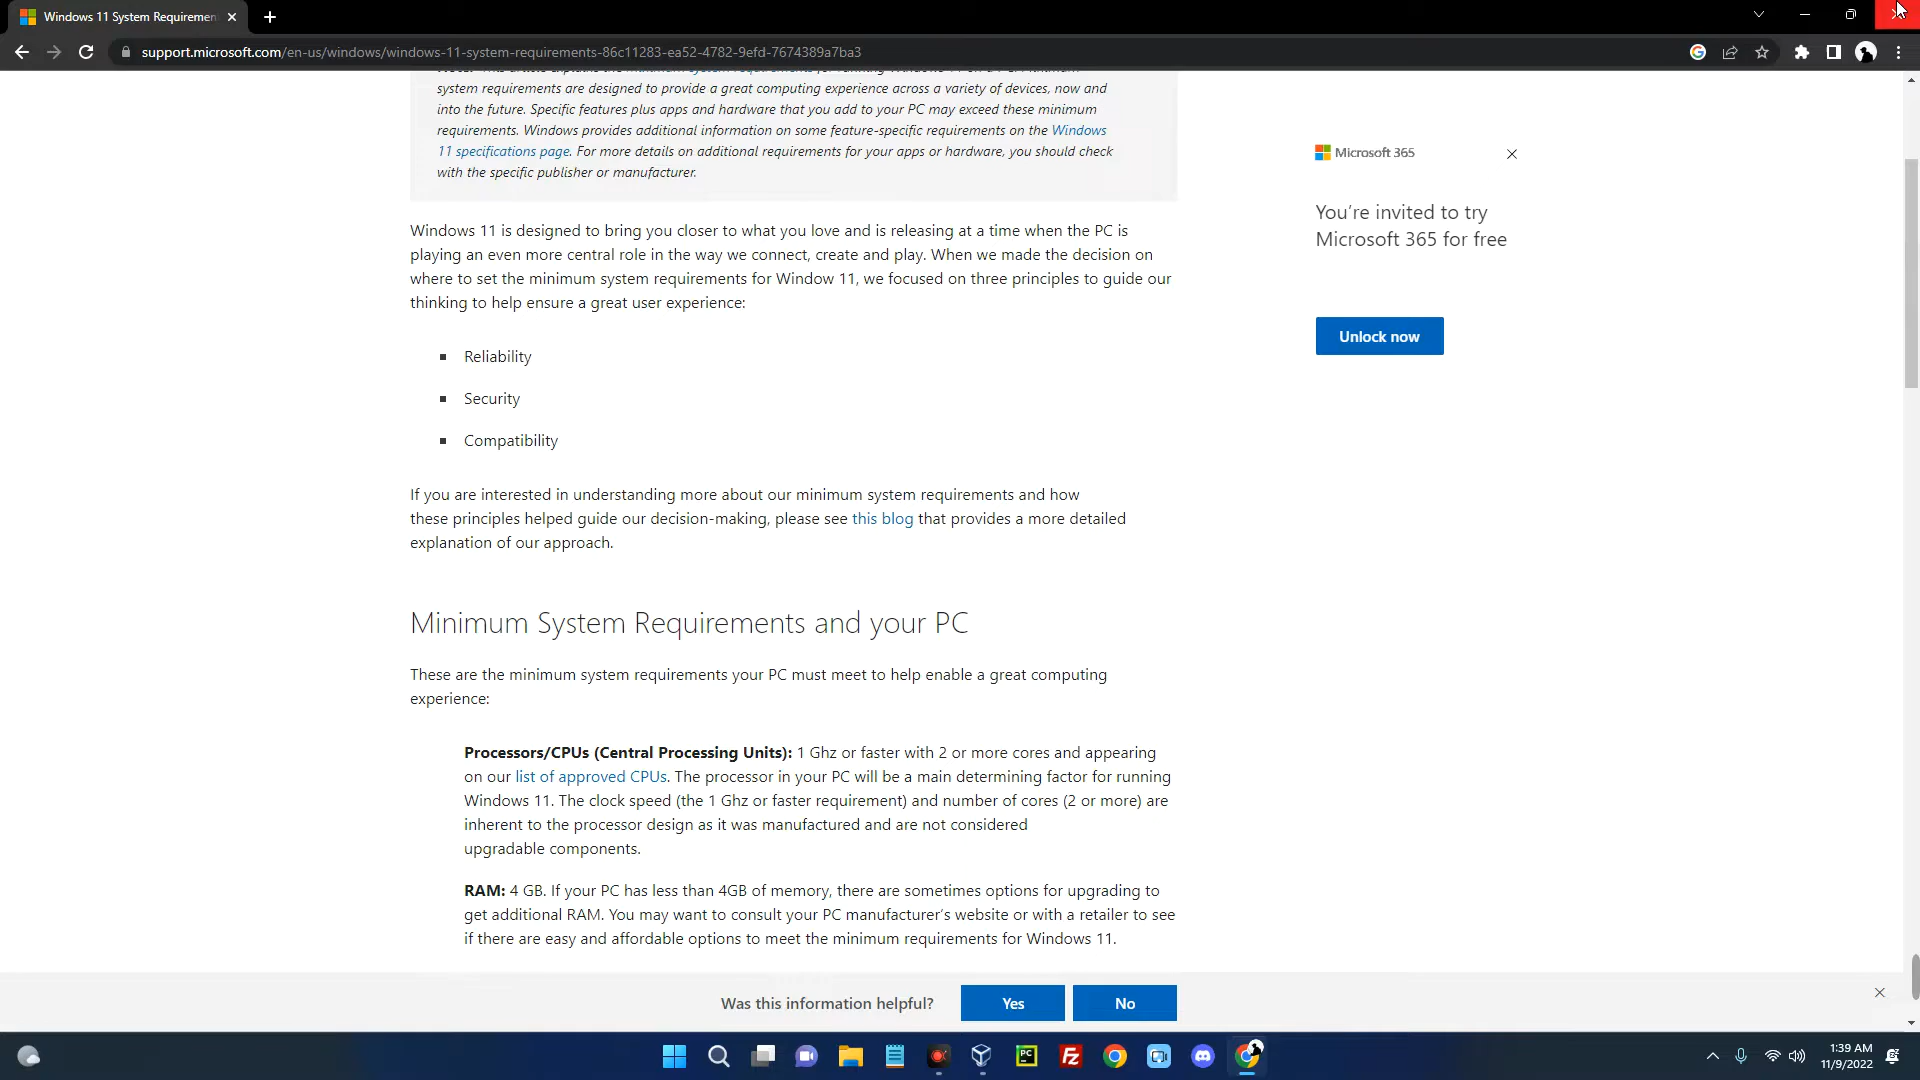 Windows 11 System Requiremen
support.microsoft.com/en-us/windows/windows-11-system-requirements-86c11283-ea52-4782-9efd-7674389a7ba3
system requirements are designed to provide a great computing experience across a variety of devices, now and
into the future. Specific features plus apps and hardware that you add to your PC may exceed these minimum
requirements. Windows provides additional information on some feature-specific requirements on the Windows
11 specifications page. For more details on additional requirements for your apps or hardware, you should check
with the specific publisher or manufacturer.
Microsoft 365
You're invited to try
Microsoft 365 for free
Unlock now
Windows 11 is designed to bring you closer to what you love and is releasing at a time when the PC is
playing an even more central role in the way we connect, create and play. When we made the decision on
where to set the minimum system requirements for Window 11, we focused on three principles to guide our
thinking to help ensure a great user experience:
Reliability
Security
Compatibility
If you are interested in understanding more about our minimum system requirements and how
these principles helped guide our decision-making, please see this blog that provides a more detailed
explanation of our approach.
Minimum System Requirements and your PC
These are the minimum system requirements your PC must meet to help enable a great computing
experience:
Processors/CPUs (Central Processing Units): 1 Ghz or faster with 2 or more cores and appearing
on our list of approved CPUs. The processor in your PC will be a main determining factor for running
Windows 11. The clock speed (the 1 Ghz or faster requirement) and number of cores (2 or more) are
inherent to the processor design as it was manufactured and are not considered
upgradable components.
RAM: 4 GB. If your PC has less than 4GB of memory, there are sometimes options for upgrading to
get additional RAM. You may want to consult your PC manufacturer's website or with a retailer to see
if there are easy and affordable options to meet the minimum requirements for Windows 11.
Was this information helpful?
Yes
No
PC
Fz
1:39 AM
11/9/2022